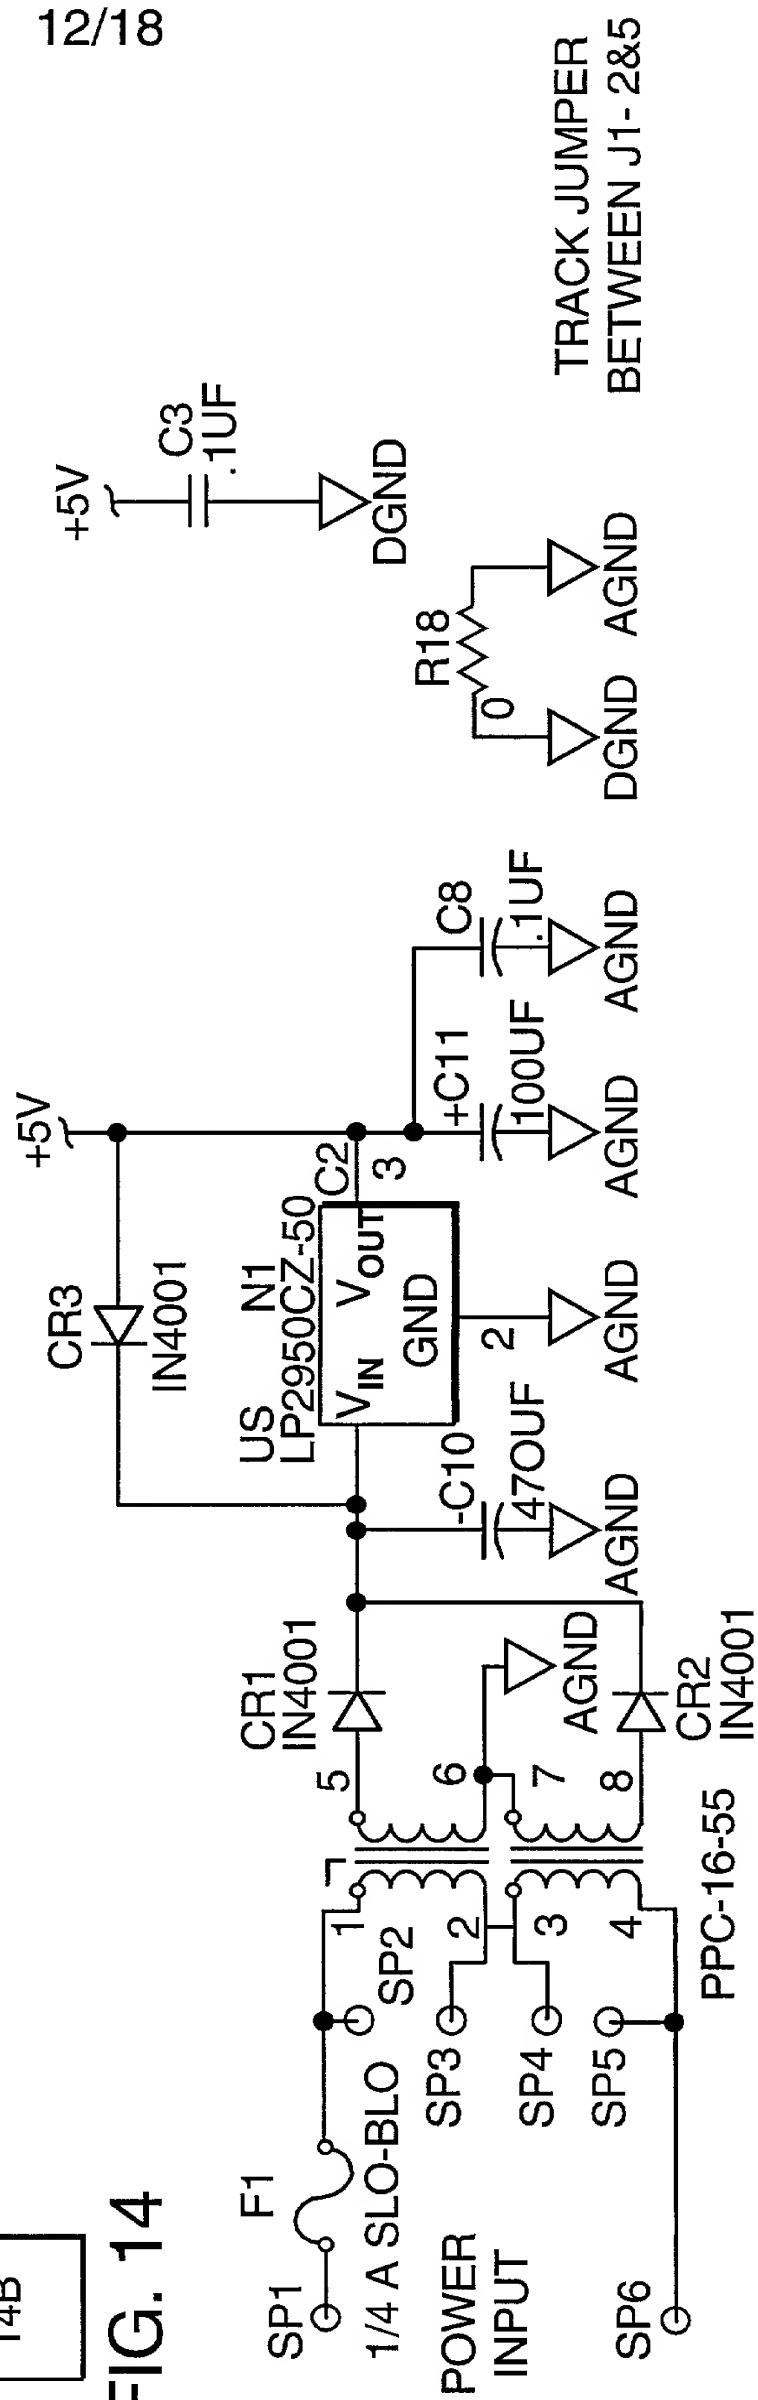 12/18
14B
FIG. 14
SP1
F1
1/4 A SLO-BLO
POWER
INPUT
SP6
SP2
SP3
SP4
SP5
1
2
3
4
PPC-16-55
5
6
7
8
CR1
IN4001
AGND
CR2
IN4001
CR3
IN4001
-C10
47OUF
AGND
US
N1
LP2950CZ-50
VIN
VOUT
GND
C2
3
2
AGND
+5V
+C11
100UF
AGND
C8
.1UF
AGND
R18
0
DGND
AGND
+5V
C3
.1UF
DGND
TRACK JUMPER
BETWEEN J1- 2&5